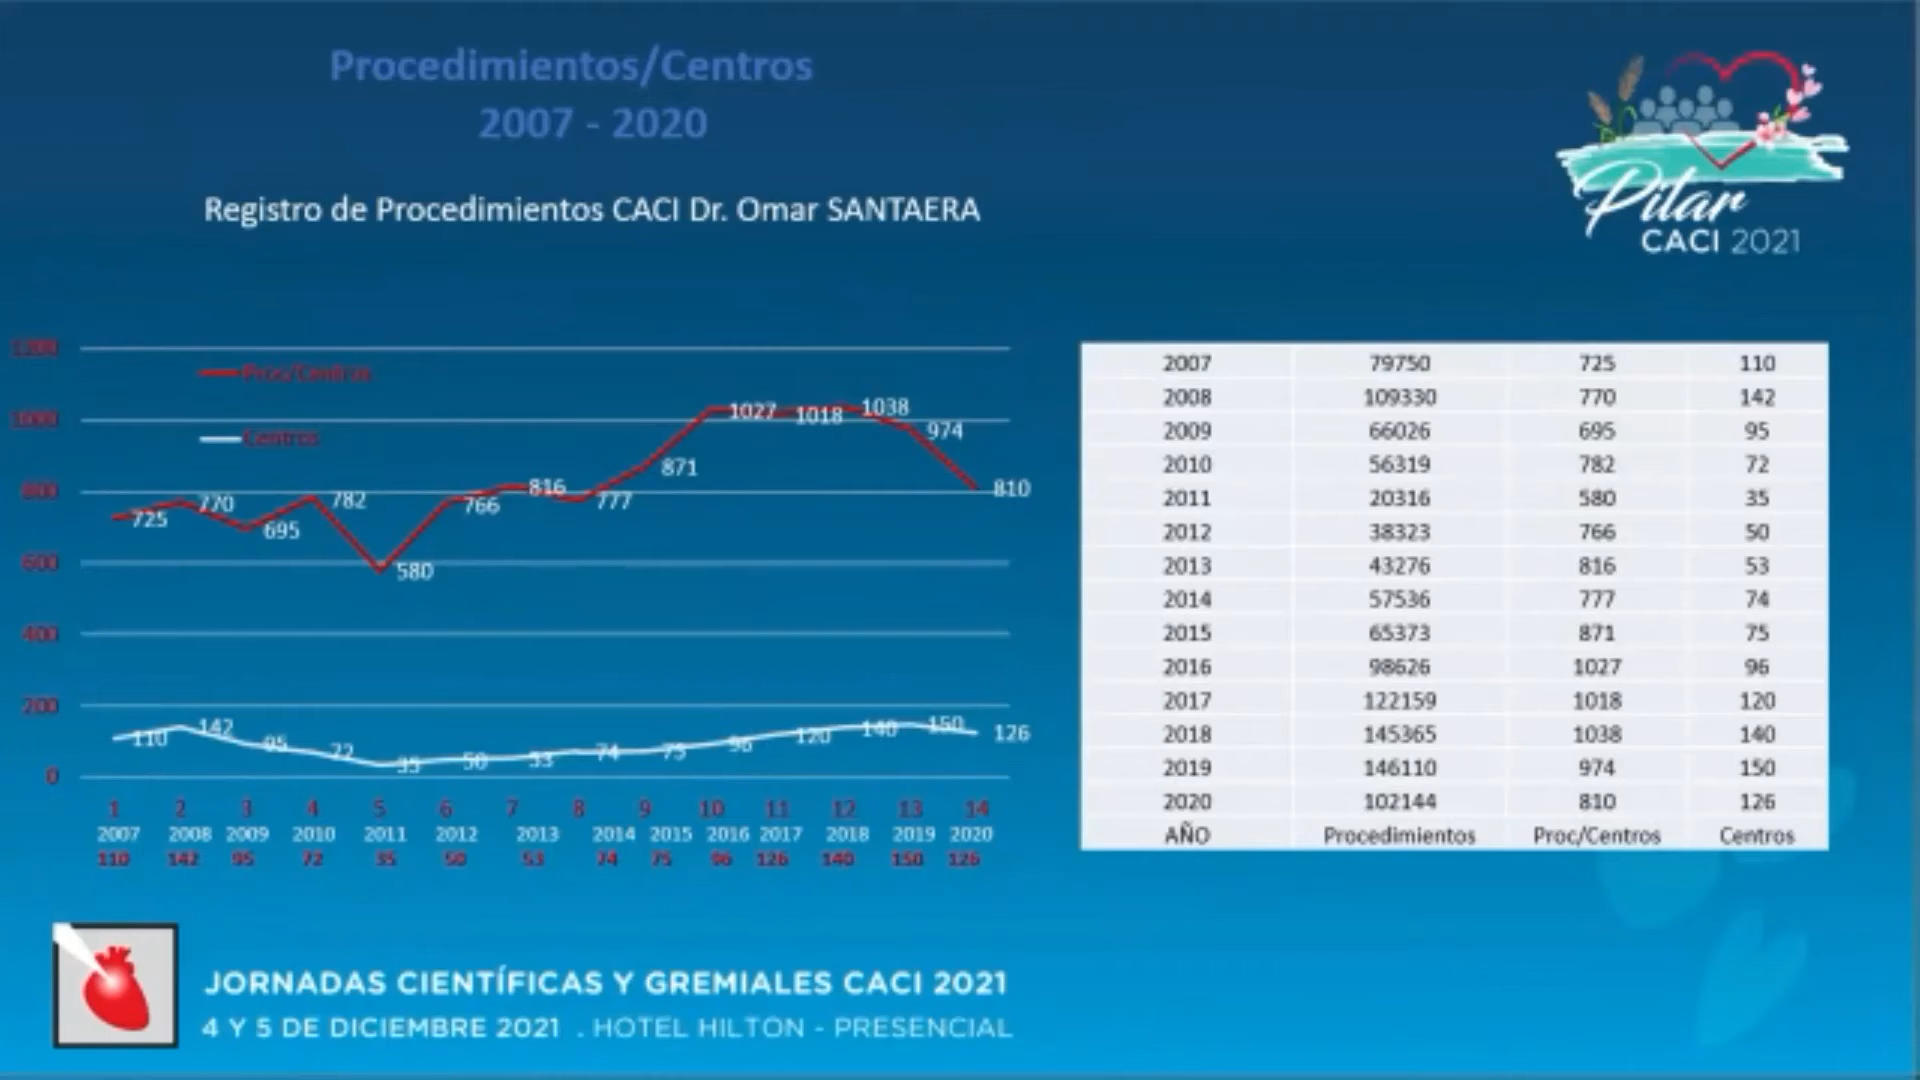 Procedimientos/Centros
2007 - 2020
Registro de Procedimientos CACI Dr. Omar SANTAERA
Pilar
CACI 2021
1200
1000
800
600
400
200
0
Proc/Centros
Centros
725 770 695 782 580 766 816 777 871 1027 1018 1038 974 810
110 142 95 72 35 50 53 74 75 96 120 140 150 126
1 2 3 4 5 6 7 8 9 10 11 12 13 14
2007 2008 2009 2010 2011 2012 2013 2014 2015 2016 2017 2018 2019 2020
110 142 95 72 35 50 53 74 75 96 126 140 150 126
2007 79750 725 110
2008 109330 770 142
2009 66026 695 95
2010 56319 782 72
2011 20316 580 35
2012 38323 766 50
2013 43276 816 53
2014 57536 777 74
2015 65373 871 75
2016 98626 1027 96
2017 122159 1018 120
2018 145365 1038 140
2019 146110 974 150
2020 102144 810 126
AÑO Procedimientos Proc/Centros Centros
JORNADAS CIENTÍFICAS Y GREMIALES CACI 2021
4 Y 5 DE DICIEMBRE 2021 . HOTEL HILTON - PRESENCIAL